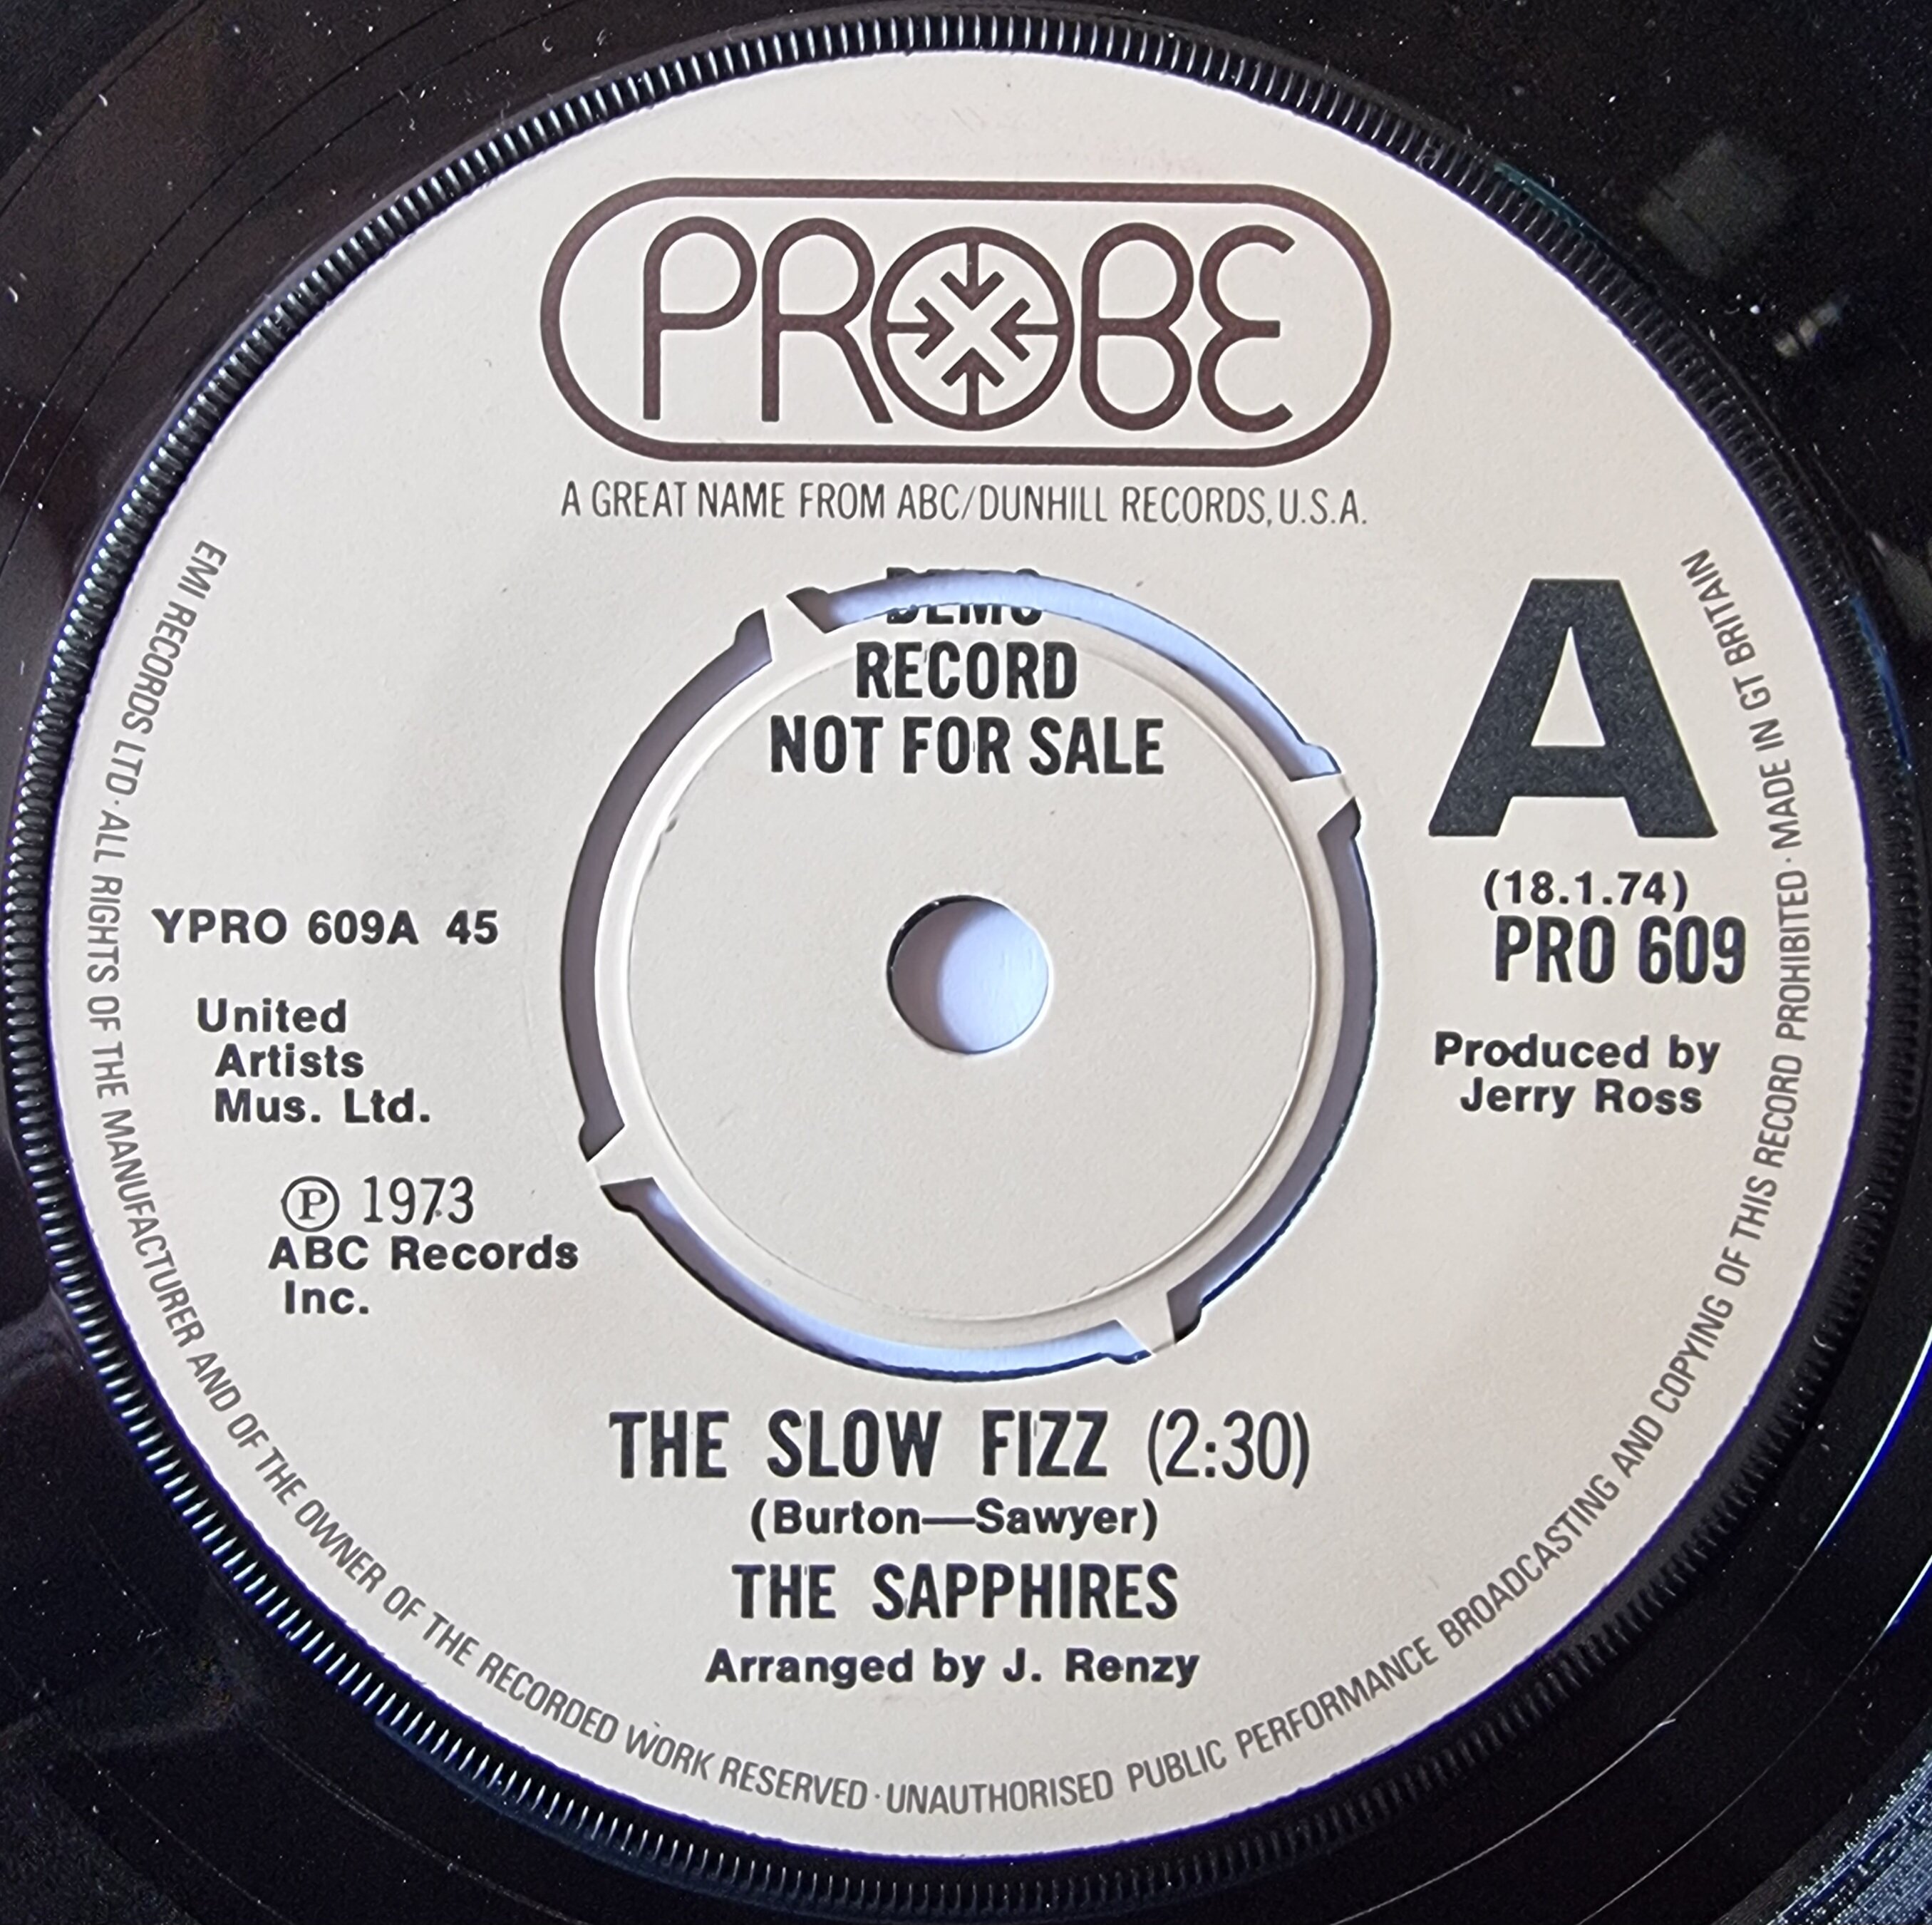 PROBE
A GREAT NAME FROM ABC/DUNHILL RECORDS, U.S.A.
DEMO
RECORD
NOT FOR SALE
A
(18.1.74)
PRO 609
Produced by
Jerry Ross
YPRO 609A 45
United
Artists
Mus. Ltd.
Ⓟ 1973
ABC Records
Inc.
THE SLOW FIZZ (2:30)
(Burton—Sawyer)
THE SAPPHIRES
Arranged by J. Renzy
EMI RECORDS LTD · ALL RIGHTS OF THE MANUFACTURER AND OF THE OWNER OF THE RECORDED WORK RESERVED · UNAUTHORISED PUBLIC PERFORMANCE BROADCASTING AND COPYING OF THIS RECORD PROHIBITED · MADE IN GT BRITAIN